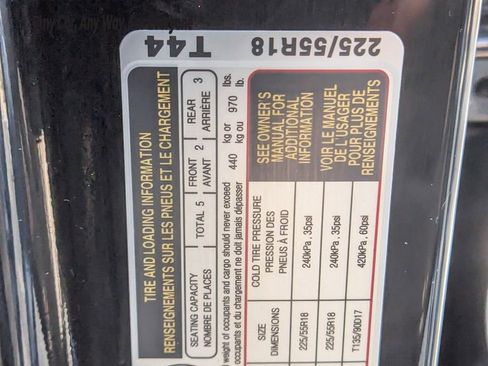 T44 225/55R18
TIRE AND LOADING INFORMATION
RENSEIGNEMENTS SUR LES PNEUS ET LE CHARGEMENT
SEATING CAPACITY TOTAL 5 FRONT 2 REAR 3
NOMBRE DE PLACES AVANT ARRIÈRE
weight of occupants and cargo should never exceed 440 kg or 970 lbs.
occupants et du chargement ne doit jamais dépasser kg ou lb.
SIZE COLD TIRE PRESSURE SEE OWNER'S
DIMENSIONS PRESSION DES MANUAL FOR
PNEUS À FROID ADDITIONAL
INFORMATION
225/55R18 240kPa, 35psi
225/55R18 240kPa, 35psi VOIR LE MANUEL
DE L'USAGER
T135/90D17 420kPa, 60psi POUR PLUS DE
RENSEIGNEMENTS